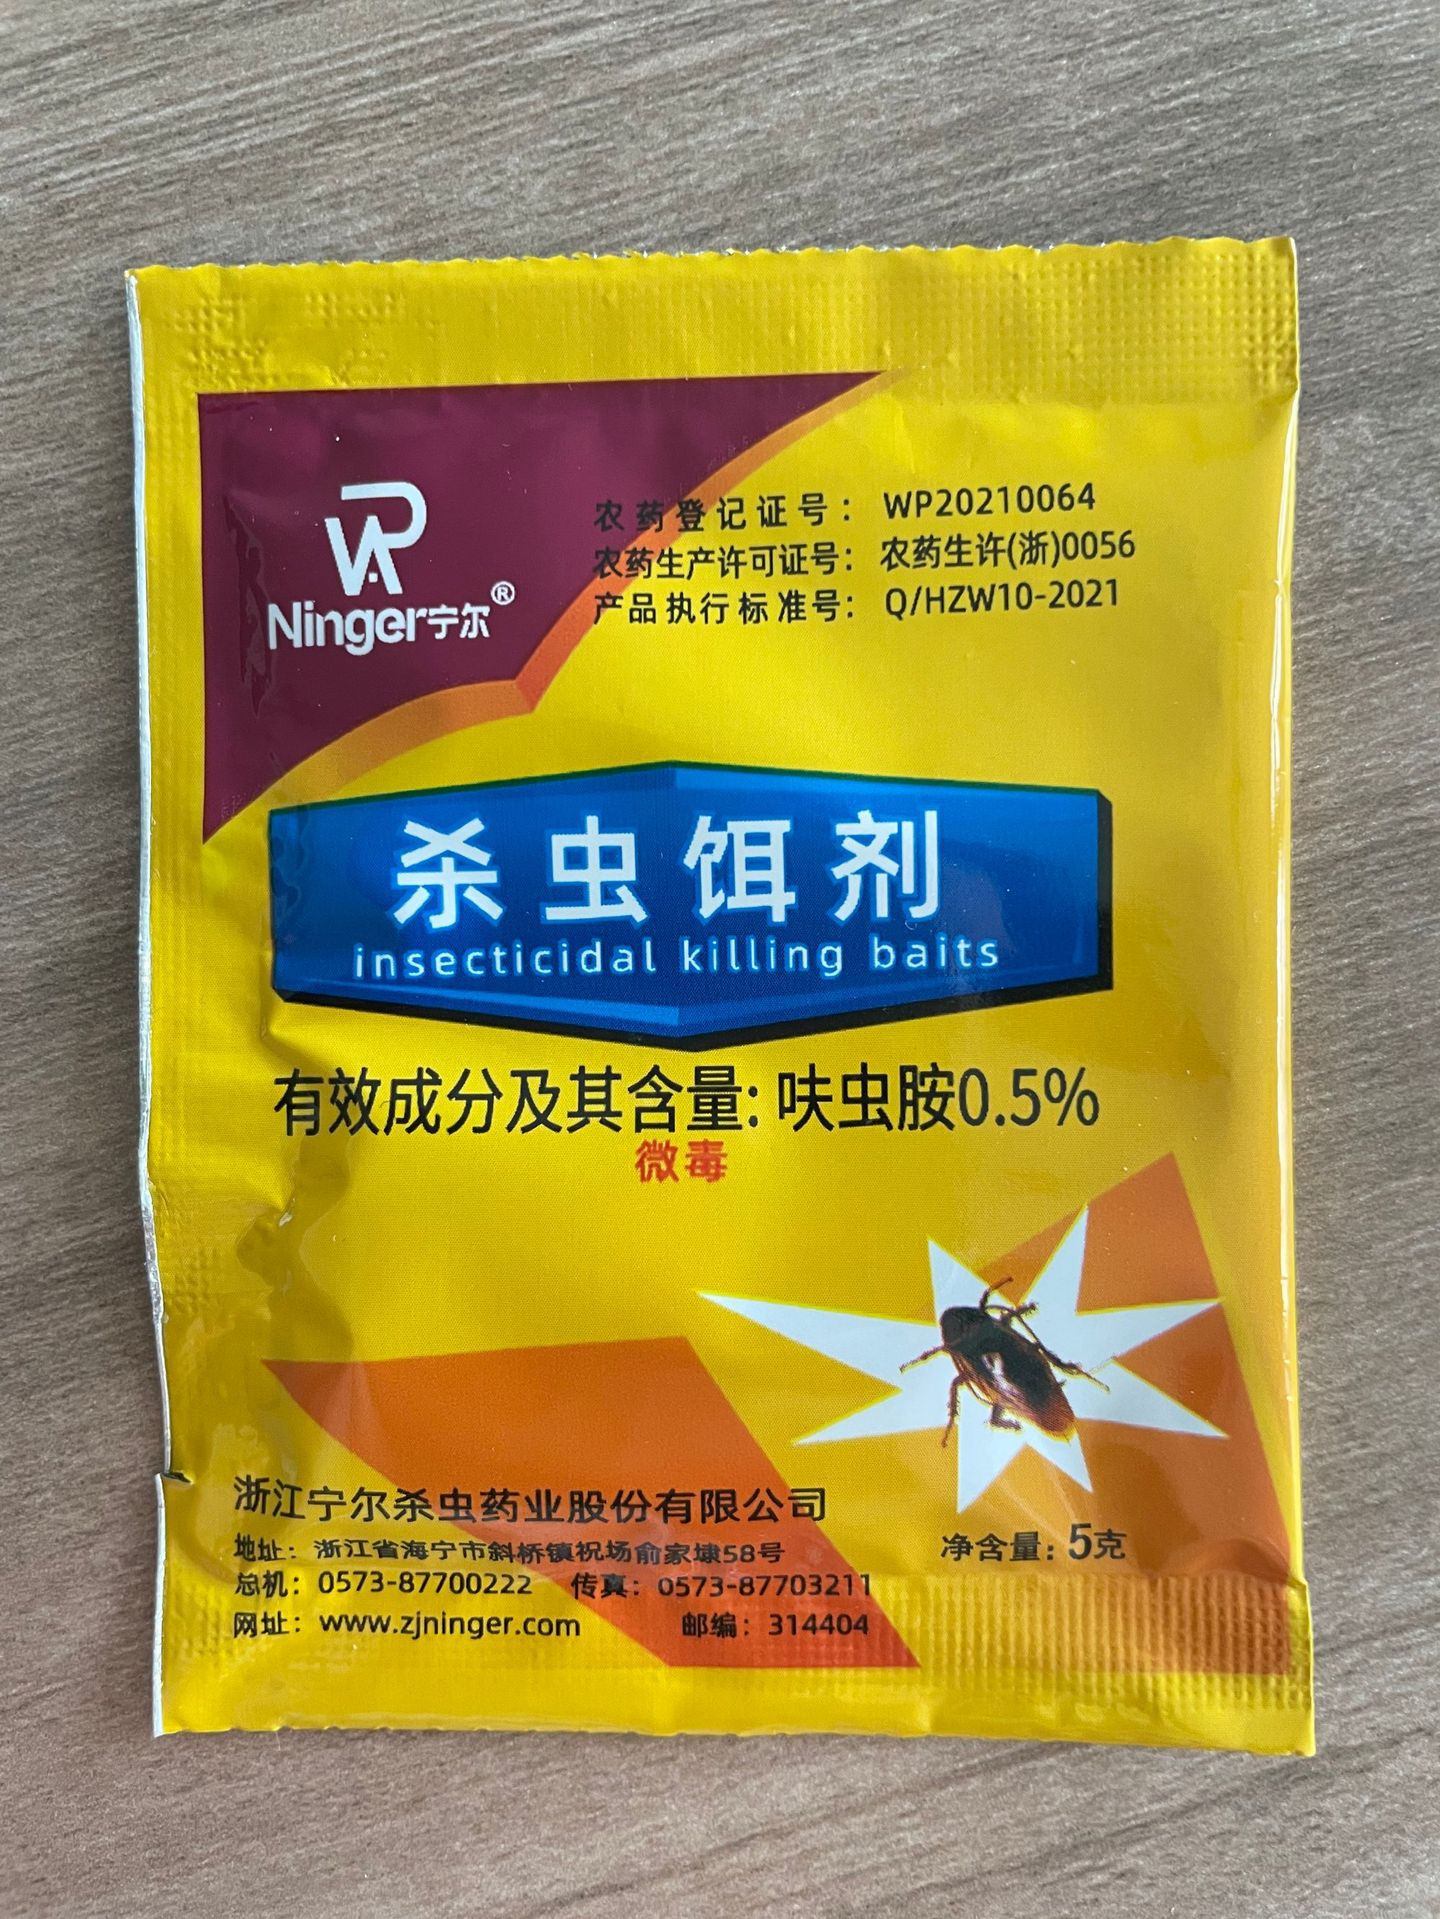 Ninger宁尔®
农药登记证号： WP20210064
农药生产许可证号： 农药生许(浙)0056
产品执行标准号： Q/HZW10-2021
杀虫饵剂
insecticidal killing baits
有效成分及其含量: 呋虫胺0.5%
微毒
浙江宁尔杀虫药业股份有限公司
地址：浙江省海宁市斜桥镇祝场俞家埭58号
总机：0573-87700222 传真：0573-87703211
网址：www.zjninger.com 邮编：314404
净含量：5克